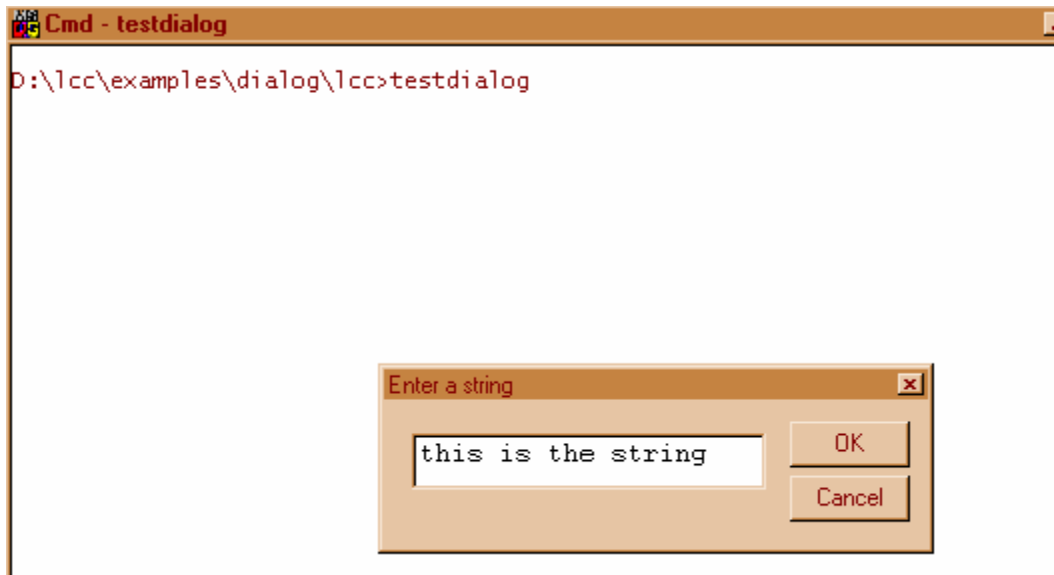 Cmd - testdialog
D:\lcc\examples\dialog\lcc>testdialog
Enter a string
this is the string
OK
Cancel